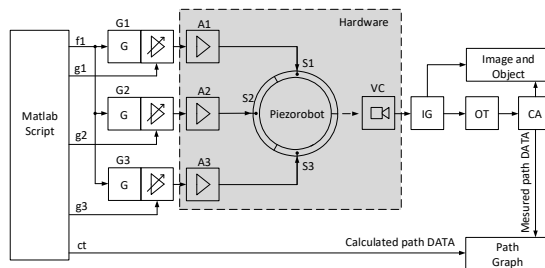 G1
A1
Hardware
f1
G
g1
S1
Image and
Object
G2
A2
S2
VC
Matlab
Script
G
Piezorobot
IG
OT
CA
g2
G3
A3
S3
G
g3
Mesured path DATA
ct
Calculated path DATA
Path
Graph